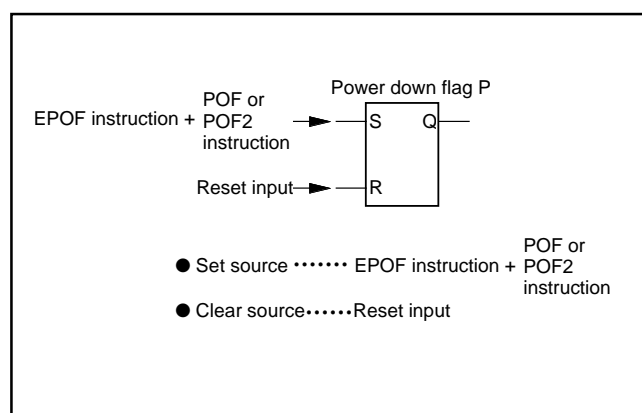 Power down flag P
EPOF instruction + POF or
POF2
instruction
S Q
Reset input
R
● Set source ······· EPOF instruction + POF or
POF2
instruction
● Clear source······ Reset input